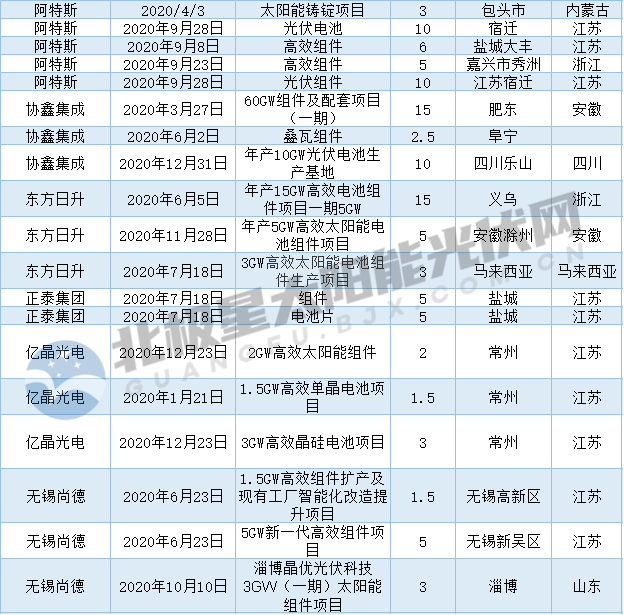 阿特斯 2020/4/3 太阳能铸锭项目 3 包头市 内蒙古
阿特斯 2020年9月28日 光伏电池 10 宿迁 江苏
阿特斯 2020年9月8日 高效组件 6 盐城大丰 江苏
阿特斯 2020年9月23日 高效组件 5 嘉兴市秀洲 浙江
阿特斯 2020年9月28日 光伏组件 10 江苏宿迁 江苏
协鑫集成 2020年3月27日 60GW组件及配套项目
（一期） 15 肥东 安徽
协鑫集成 2020年6月2日 叠瓦组件 2.5 阜宁
协鑫集成 2020年12月31日 年产10GW光伏电池生
产基地 10 四川乐山 四川
东方日升 2020年6月5日 年产15GW高效电池组
件项目一期5GW 15 义乌 浙江
东方日升 2020年11月28日 年产5GW高效太阳能电
池组件项目 5 安徽滁州 安徽
东方日升 2020年7月18日 3GW高效太阳能电池组
件生产项目 3 马来西亚 马来西亚
正泰集团 2020年7月18日 组件 5 盐城 江苏
正泰集团 2020年7月18日 电池片 5 盐城 江苏
亿晶光电 2020年12月23日 2GW高效太阳能组件 2 常州 江苏
亿晶光电 2020年1月21日 1.5GW高效单晶电池项
目 1.5 常州 江苏
亿晶光电 2020年12月23日 3GW高效晶硅电池项目 3 常州 江苏
无锡尚德 2020年6月23日 1.5GW高效组件扩产及
现有工厂智能化改造提
升项目 1.5 无锡高新区 江苏
无锡尚德 2020年6月23日 5GW新一代高效组件项
目 5 无锡新吴区 江苏
无锡尚德 2020年10月10日 淄博晶优光伏科技
3GW（一期）太阳能
组件项目 3 淄博 山东
北极星太阳能光伏网
GUANGFU.BJX.COM.CN